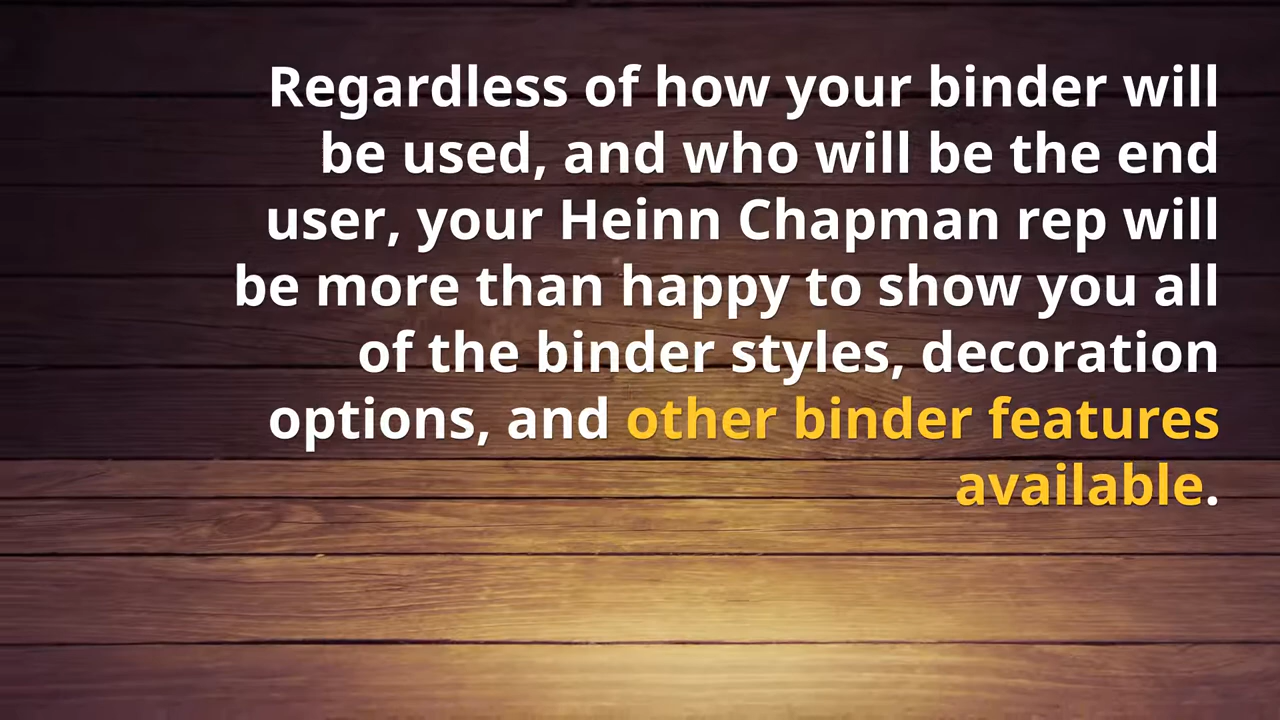 Regardless of how your binder will
be used, and who will be the end
user, your Heinn Chapman rep will
be more than happy to show you all
of the binder styles, decoration
options, and other binder features
available.